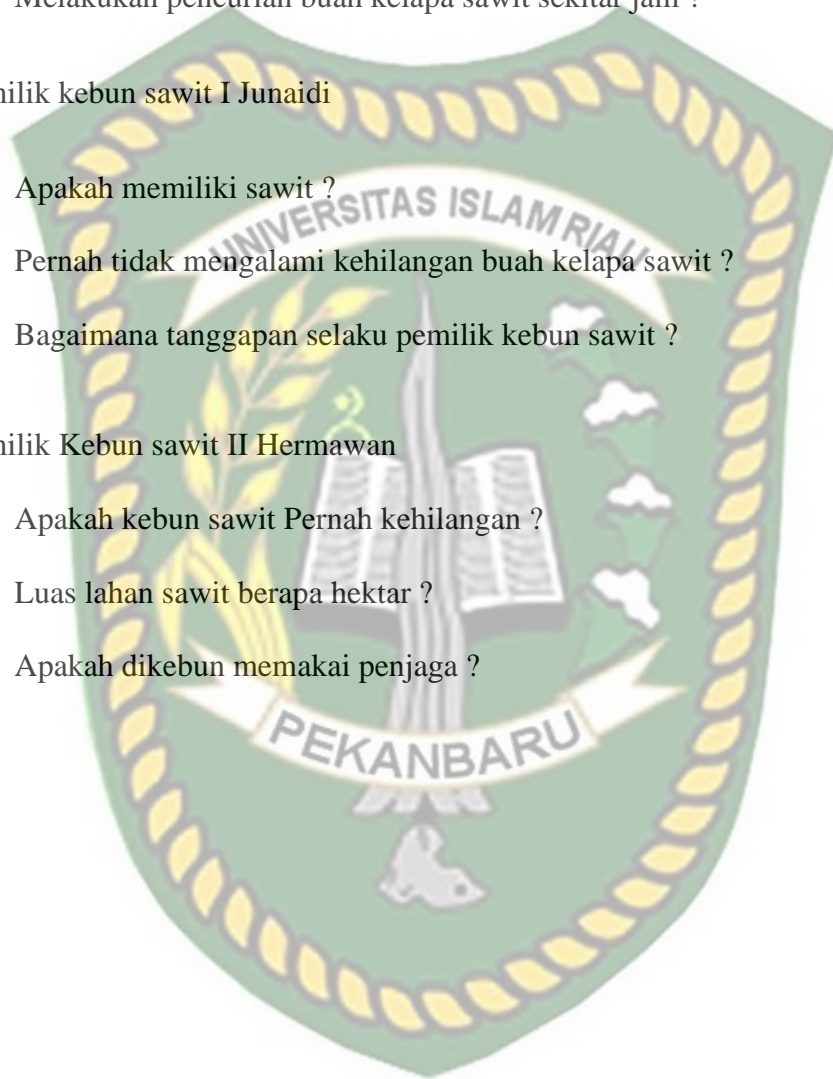 Melakukan pencurian buah kelapa sawit sekitar jam ?
milik kebun sawit I Junaidi
Apakah memiliki sawit ?
UNIVERSITAS ISLAM RIAU
Pernah tidak mengalami kehilangan buah kelapa sawit ?
Bagaimana tanggapan selaku pemilik kebun sawit ?
milik Kebun sawit II Hermawan
Apakah kebun sawit Pernah kehilangan ?
Luas lahan sawit berapa hektar ?
Apakah dikebun memakai penjaga ?
PEKANBARU